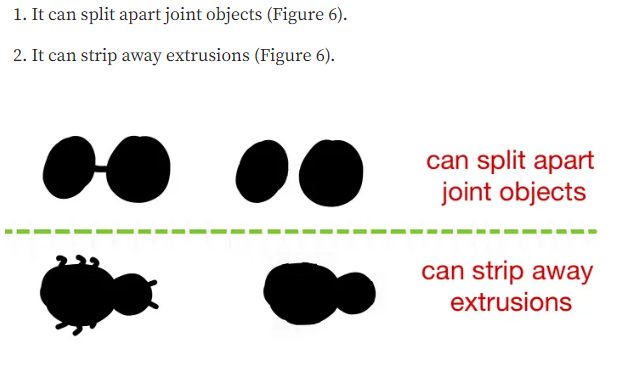 1. It can split apart joint objects (Figure 6).
2. It can strip away extrusions (Figure 6).
can split apart
joint objects
can strip away
extrusions